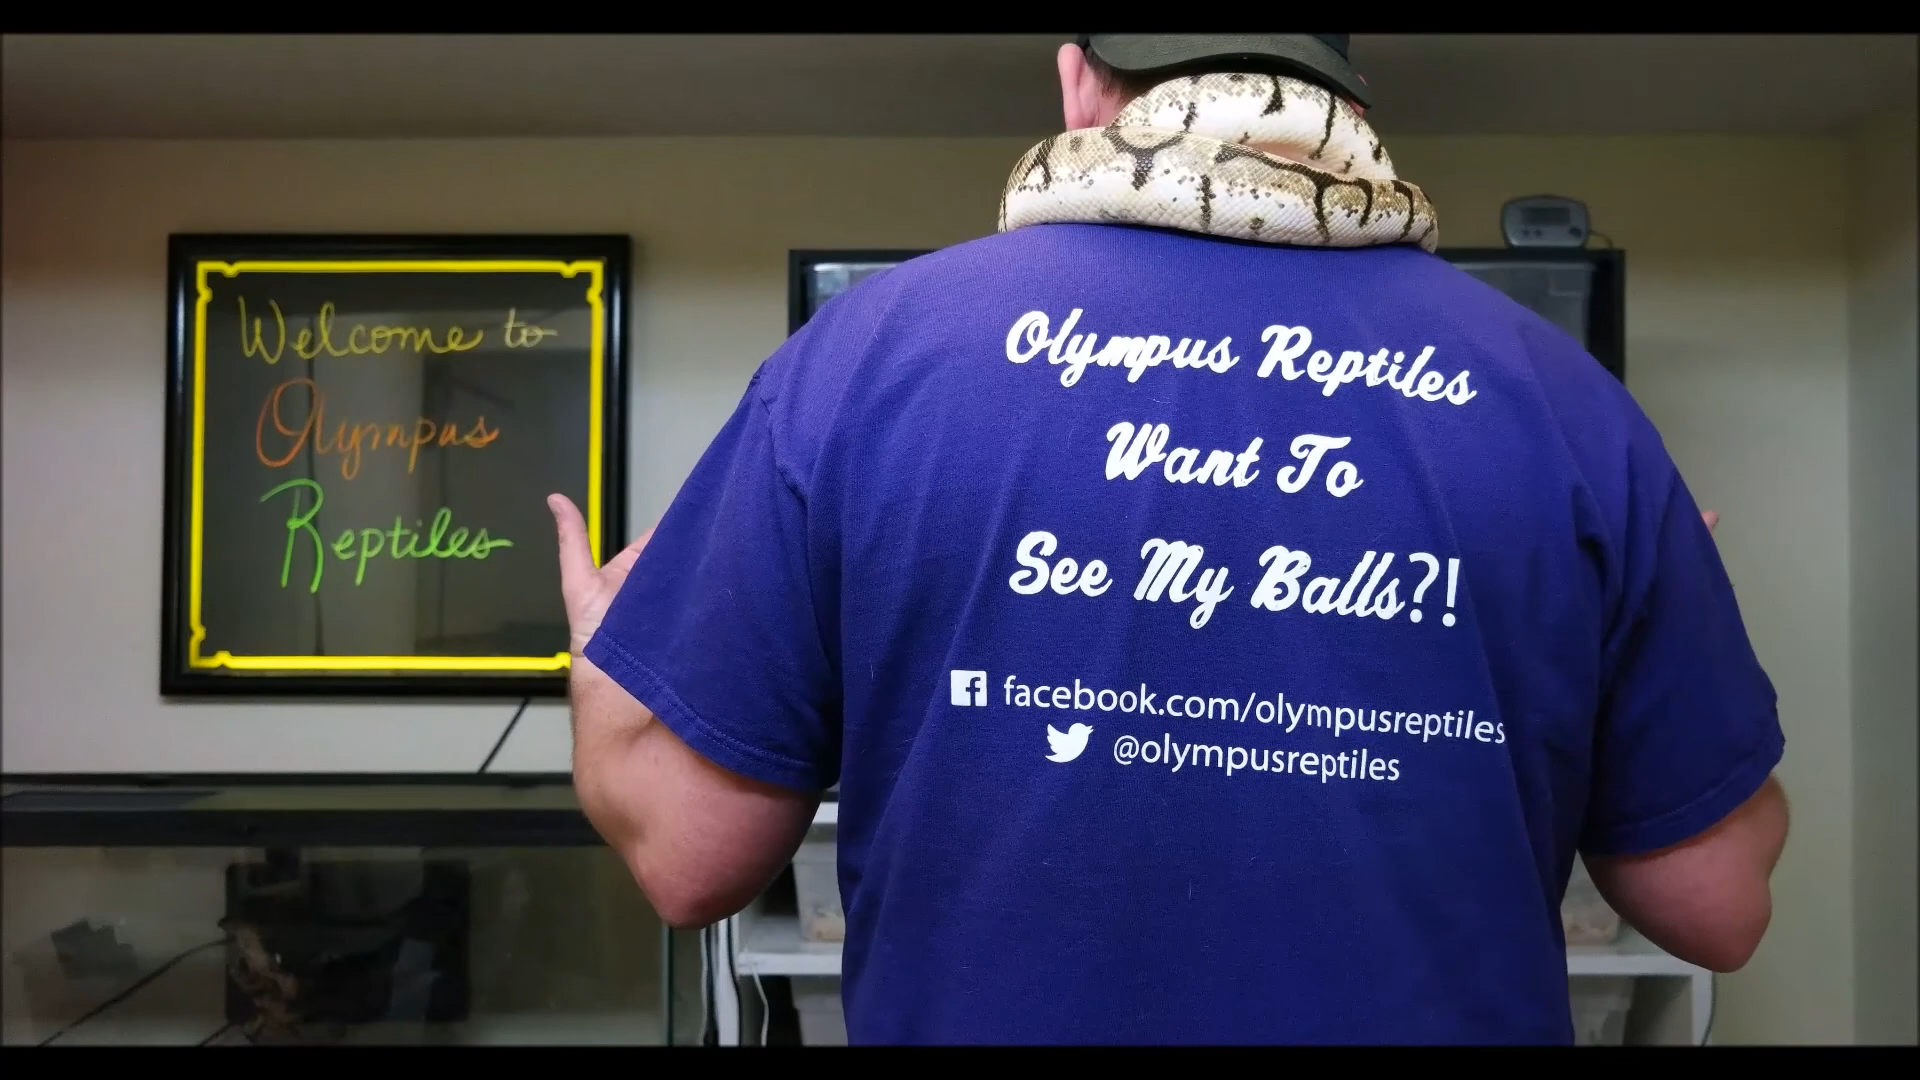 Welcome to
Olympus
Reptiles
Olympus Reptiles
Want To
See My Balls?!
facebook.com/olympusreptiles
@olympusreptiles